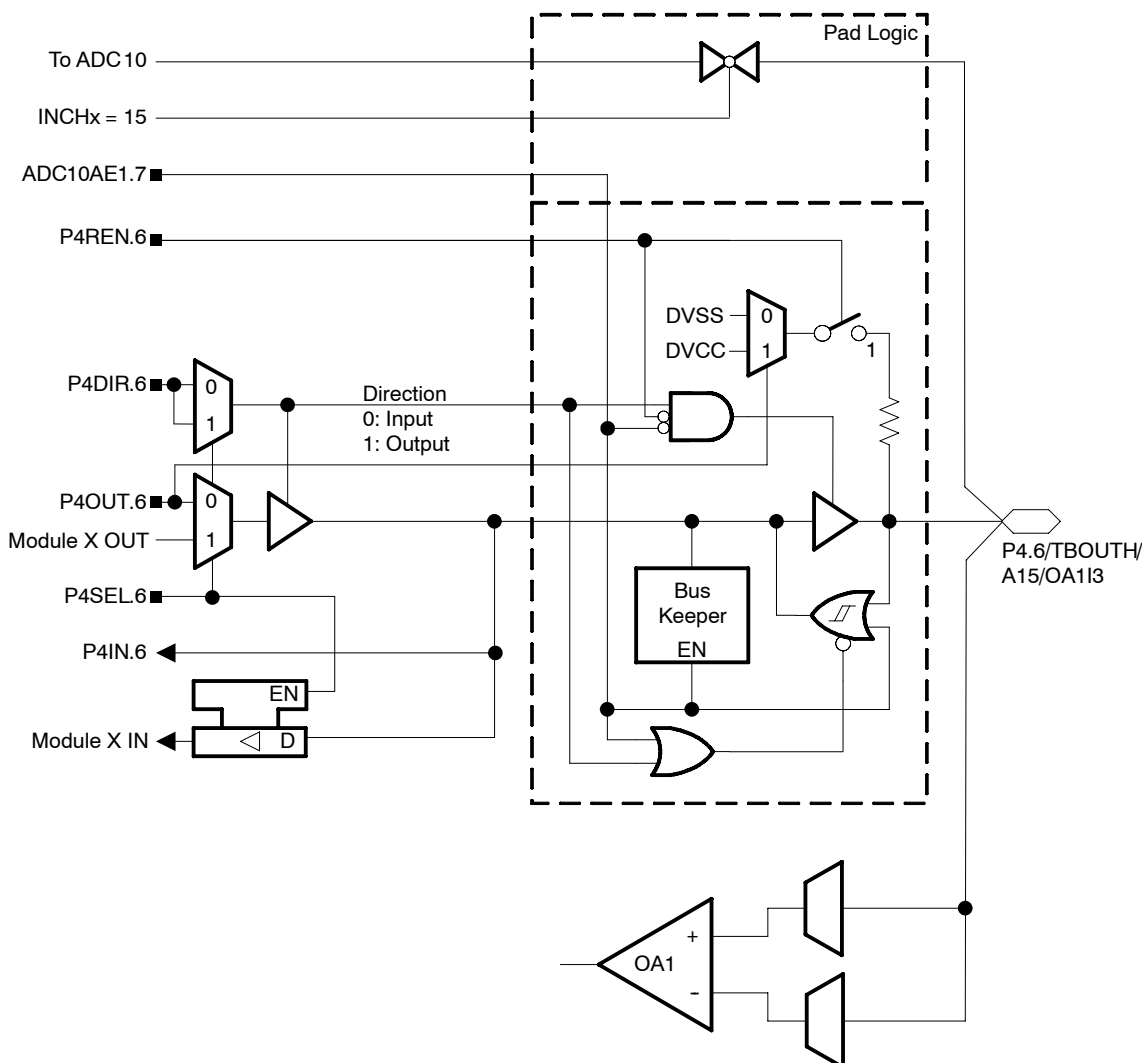 Pad Logic
To ADC10
INCHx = 15
ADC10AE1.7
P4REN.6
DVSS
0
DVCC
1
1
P4DIR.6
0
1
Direction
0: Input
1: Output
P4OUT.6
0
Module X OUT
1
P4SEL.6
P4IN.6
EN
Module X IN
D
Bus
Keeper
EN
P4.6/TBOUTH/
A15/OA1I3
+
OA1
-